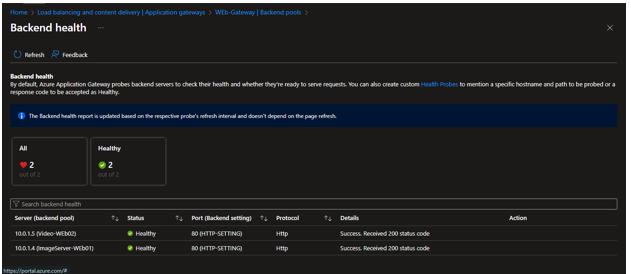 Home > Load balancing and content delivery | Application gateways > WEb-Gateway | Backend pools >
Backend health ...
Refresh Feedback
Backend health
By default, Azure Application Gateway probes backend servers to check their health and whether they're ready to serve requests. You can also create custom Health Probes to mention a specific hostname and path to be probed or a
response code to be accepted as Healthy.
The Backend health report is updated based on the respective probe's refresh interval and doesn't depend on the page refresh.
All Healthy
2 2
out of 2 out of 2
Search backend health
Server (backend pool) Status Port (Backend setting) Protocol Details Action
10.0.1.5 (Video-WEb02) Healthy 80 (HTTP-SETTING) Http Success. Received 200 status code
10.0.1.4 (ImageServer-WEb01) Healthy 80 (HTTP-SETTING) Http Success. Received 200 status code
https://portal.azure.com/#